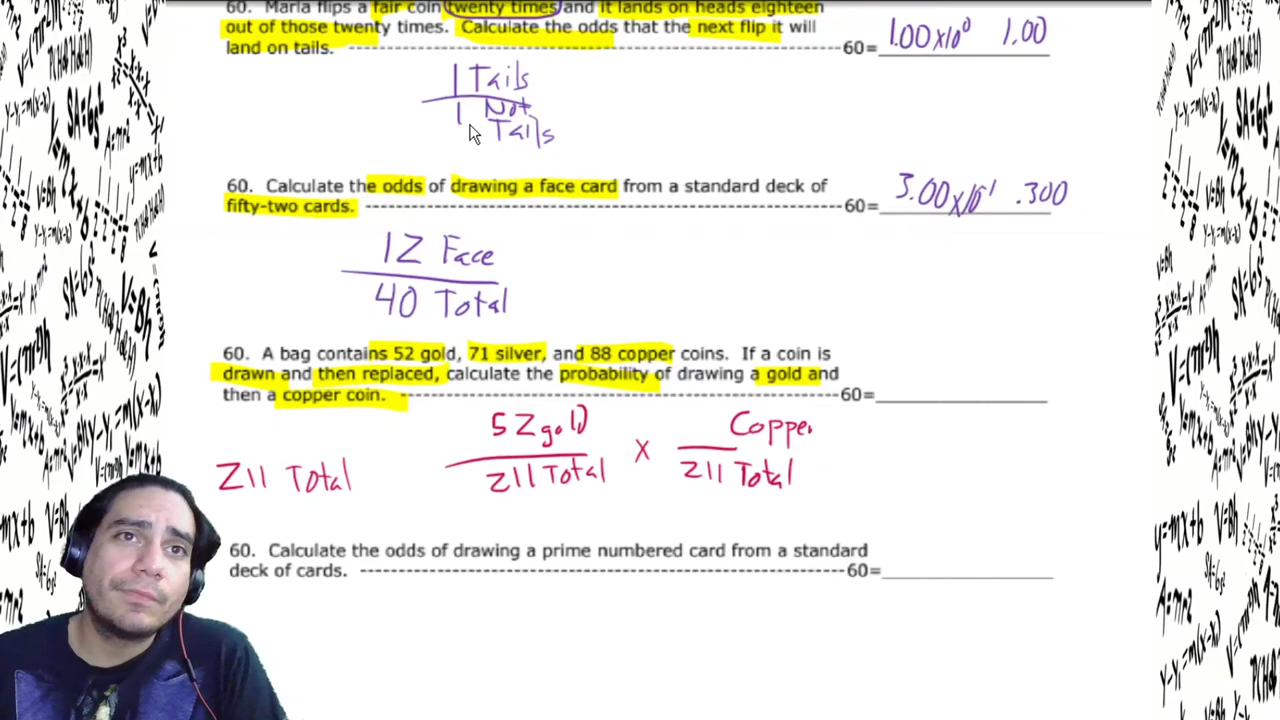 60. Marla flips a fair coin twenty times and it lands on heads eighteen
out of those twenty times. Calculate the odds that the next flip it will
land on tails. ---------------------------------------------------------------60=
1.00x10⁰ 1.00
1 Tails
1 Not
Tails
60. Calculate the odds of drawing a face card from a standard deck of
fifty-two cards. ------------------------------------------------------------60=
3.00x10⁻¹ .300
12 Face
40 Total
60. A bag contains 52 gold, 71 silver, and 88 copper coins. If a coin is
drawn and then replaced, calculate the probability of drawing a gold and
then a copper coin. -------------------------------------------------------60=
52 gold
211 Total
x
Copper
211 Total
211 Total
60. Calculate the odds of drawing a prime numbered card from a standard
deck of cards. --------------------------------------------------------------60=